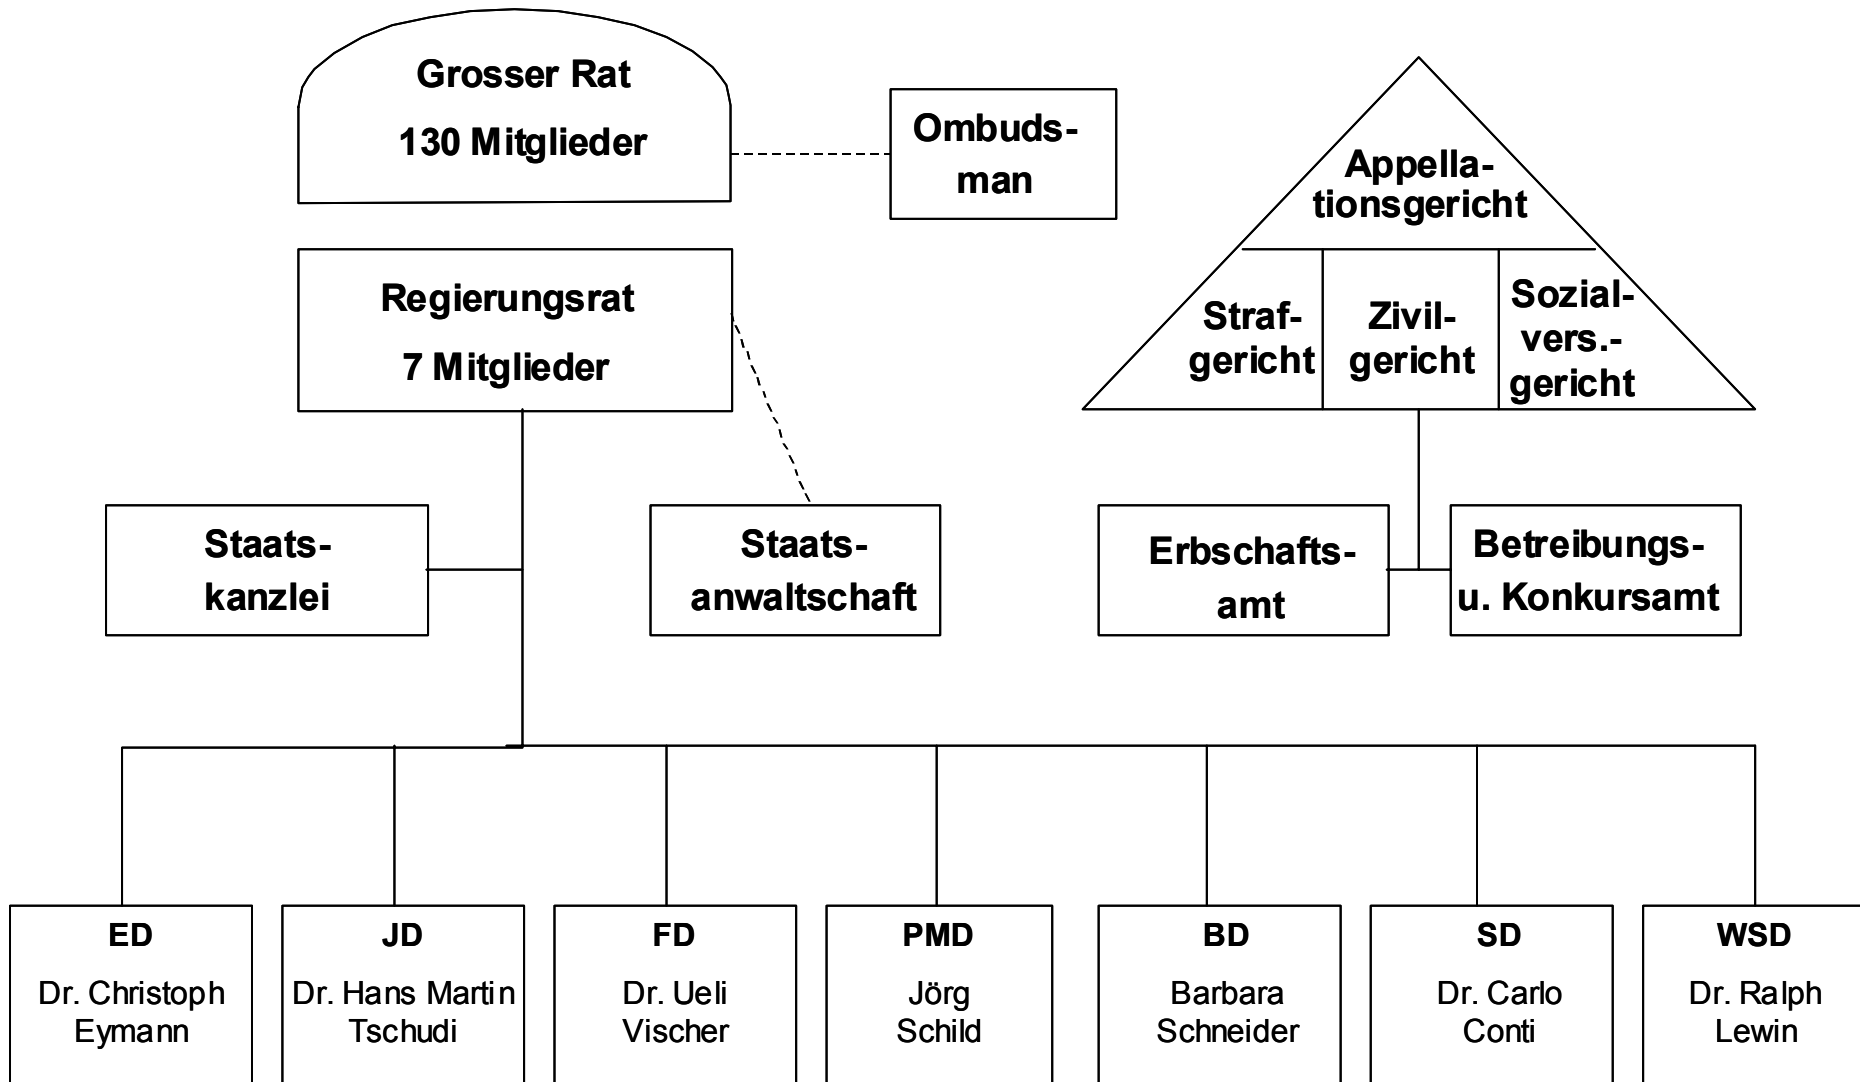 Grosser Rat
130 Mitglieder
Ombuds-
man
Appella-
tionsgericht
Regierungsrat
7 Mitglieder
Straf-
gericht
Zivil-
gericht
Sozial-
vers.-
gericht
Staats-
kanzlei
Staats-
anwaltschaft
Erbschafts-
amt
Betreibungs-
u. Konkursamt
ED
Dr. Christoph
Eymann
JD
Dr. Hans Martin
Tschudi
FD
Dr. Ueli
Vischer
PMD
Jörg
Schild
BD
Barbara
Schneider
SD
Dr. Carlo
Conti
WSD
Dr. Ralph
Lewin